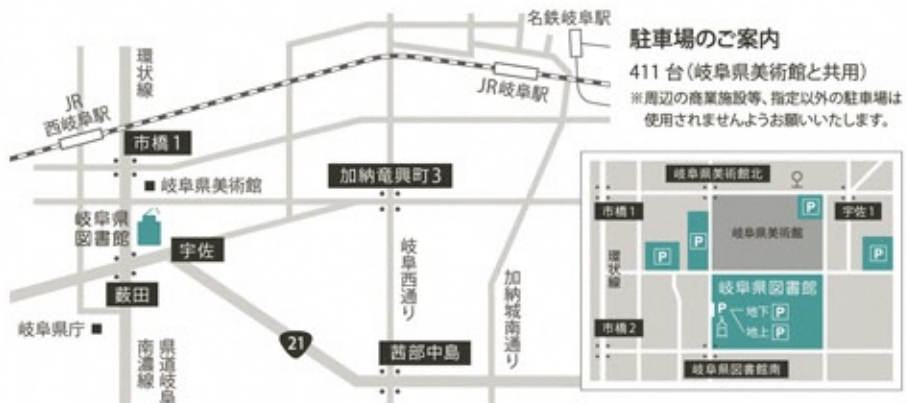 名鉄岐阜駅
駐車場のご案内
411台(岐阜県美術館と共用)
※周辺の商業施設等、指定以外の駐車場は
使用されませんようお願いいたします。
環状線
JR
西岐阜駅
JR岐阜駅
市橋1
岐阜県美術館
加納竜興町3
岐阜県
図書館
宇佐
薮田
岐阜県庁
県道岐阜
南濃線
21
岐阜西通り
加納城南通り
茜部中島
岐阜県美術館北
市橋1
P
P
P
宇佐1
P
岐阜県美術館
環状線
岐阜県図書館
P
地下 P
地上 P
市橋2
岐阜県図書館南